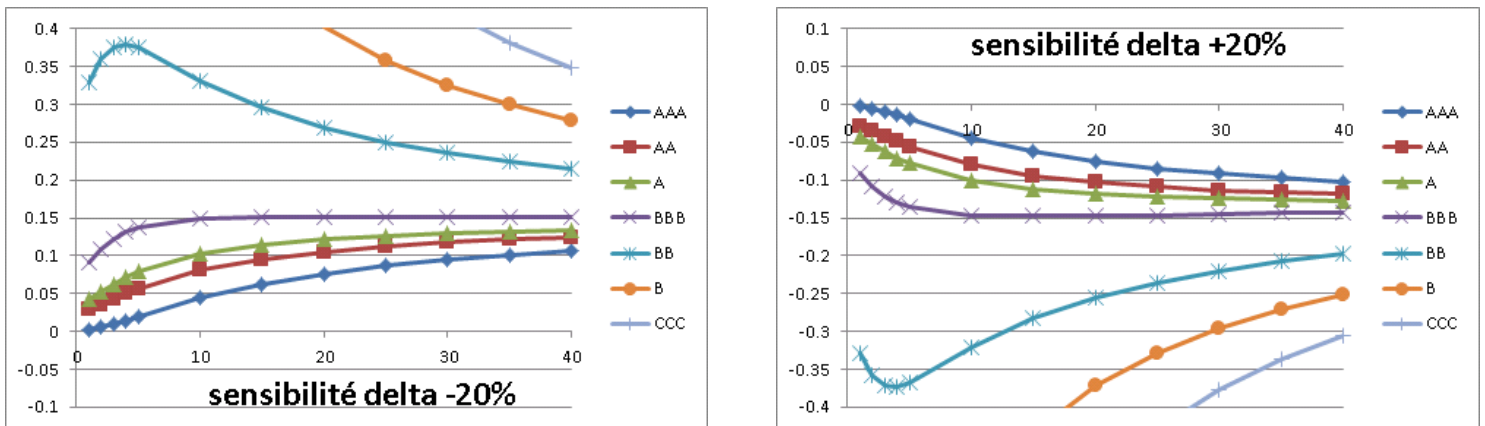 0.4
0.35
0.3
0.25
0.2
0.15
0.1
0.05
0
-0.05
-0.1
0 10 20 30 40
sensibilité delta -20%
AAA
AA
A
BBB
BB
B
CCC
0.1
0.05
0
-0.05
-0.1
-0.15
-0.2
-0.25
-0.3
-0.35
-0.4
sensibilité delta +20%
0 10 20 30 40
AAA
AA
A
BBB
BB
B
CCC